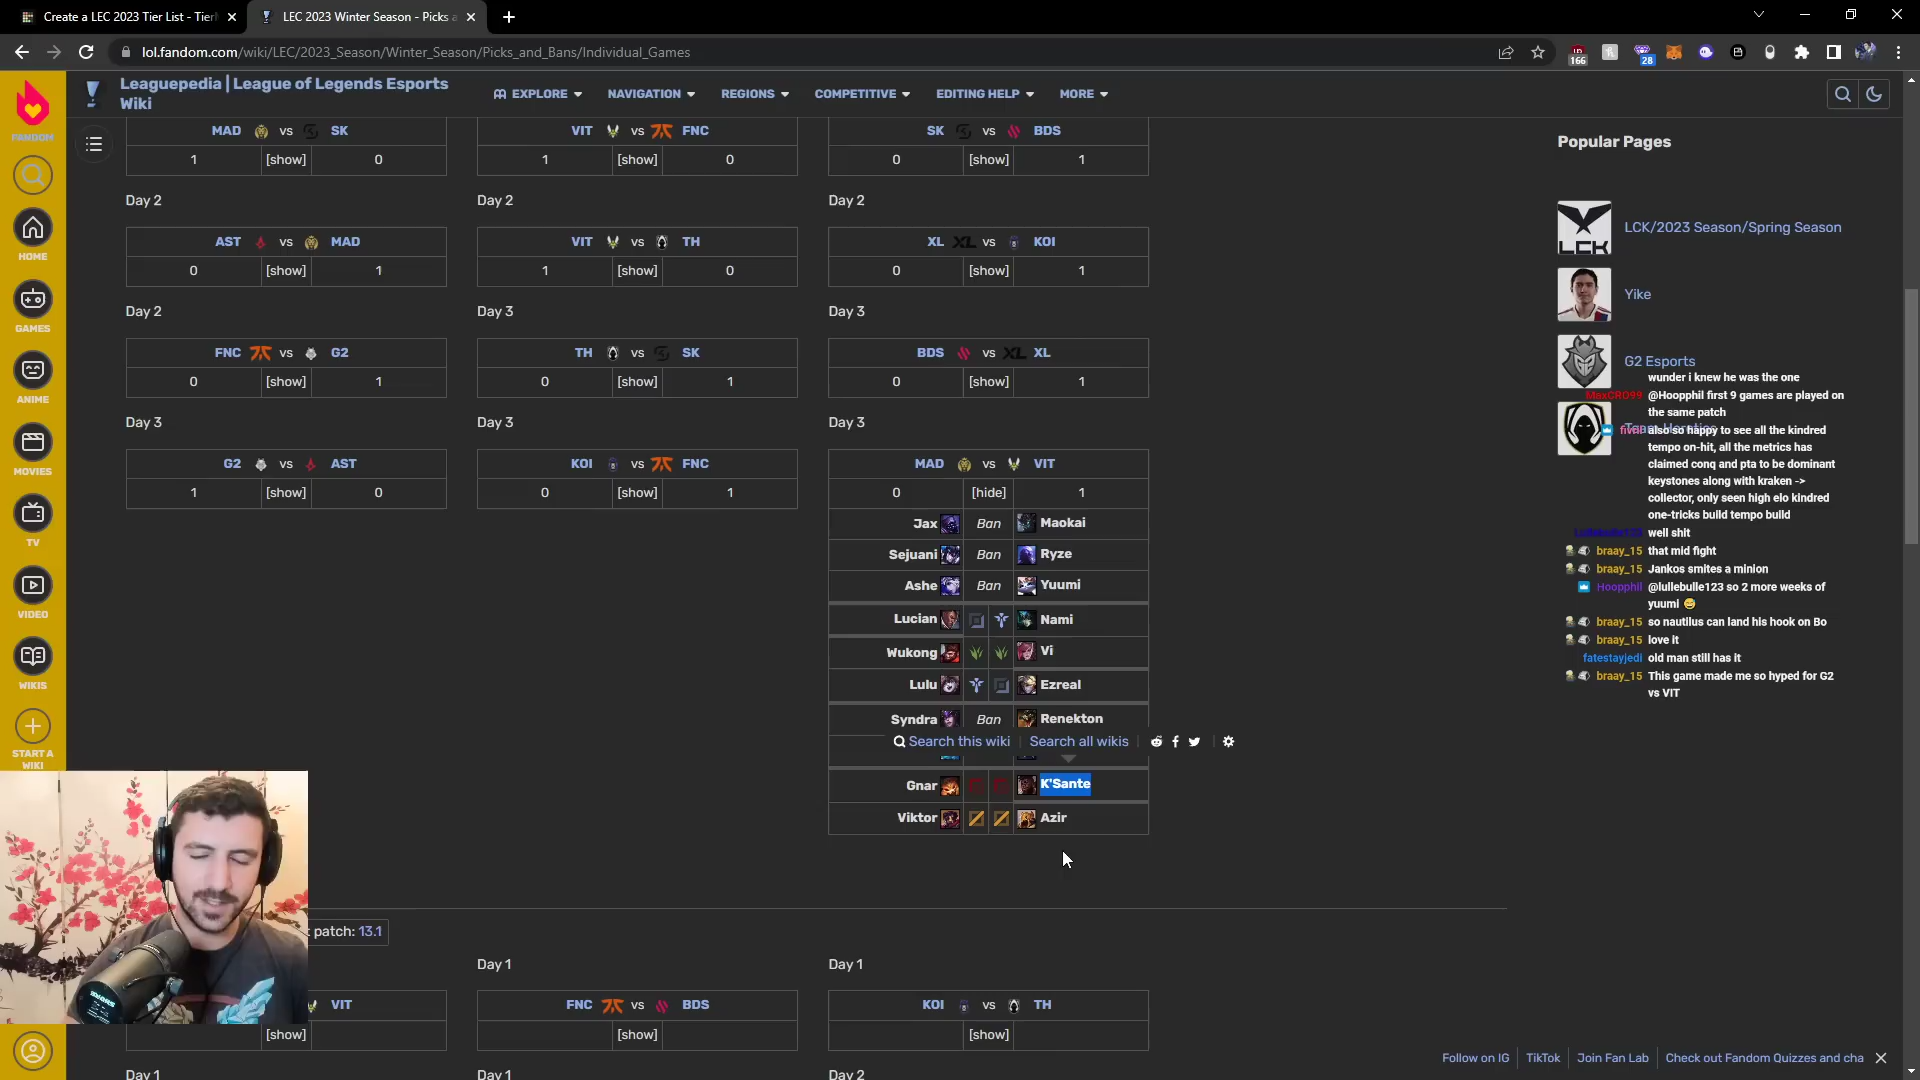 Create a LEC 2023 Tier List - Tier
LEC 2023 Winter Season - Picks a
lol.fandom.com/wiki/LEC/2023_Season/Winter_Season/Picks_and_Bans/Individual_Games
166
28
FANDOM
HOME
GAMES
ANIME
MOVIES
TV
VIDEO
WIKIS
START A
WIKI
Leaguepedia | League of Legends Esports
Wiki
EXPLORE
NAVIGATION
REGIONS
COMPETITIVE
EDITING HELP
MORE
MAD vs SK
1 [show] 0
VIT vs FNC
1 [show] 0
SK vs BDS
0 [show] 1
Day 2
Day 2
Day 2
AST vs MAD
0 [show] 1
VIT vs TH
1 [show] 0
XL XL vs KOI
0 [show] 1
Day 2
Day 3
Day 3
FNC vs G2
0 [show] 1
TH vs SK
0 [show] 1
BDS vs XL XL
0 [show] 1
Day 3
Day 3
Day 3
G2 vs AST
1 [show] 0
KOI vs FNC
0 [show] 1
MAD vs VIT
0 [hide] 1
Jax Ban Maokai
Sejuani Ban Ryze
Ashe Ban Yuumi
Lucian Nami
Wukong Vi
Lulu Ezreal
Syndra Ban Renekton
Search this wiki Search all wikis
Gnar K'Sante
Viktor Azir
patch: 13.1
Day 1
Day 1
VIT
[show]
FNC vs BDS
[show]
KOI vs TH
[show]
Day 1
Day 1
Day 2
Popular Pages
LCK
LCK/2023 Season/Spring Season
Yike
G2 Esports
wunder i knew he was the one
MaxCRO99 @Hoopphil first 9 games are played on
the same patch
also so happy to see all the kindred
tempo on-hit, all the metrics has
claimed conq and pta to be dominant
keystones along with kraken ->
collector, only seen high elo kindred
one-tricks build tempo build
well shit
braay_15 that mid fight
braay_15 Jankos smites a minion
Hoopphil @lullebulle123 so 2 more weeks of
yuumi 😅
braay_15 so nautilus can land his hook on Bo
braay_15 love it
fatestayjedi old man still has it
braay_15 This game made me so hyped for G2
vs VIT
Follow on IG
TikTok
Join Fan Lab
Check out Fandom Quizzes and cha